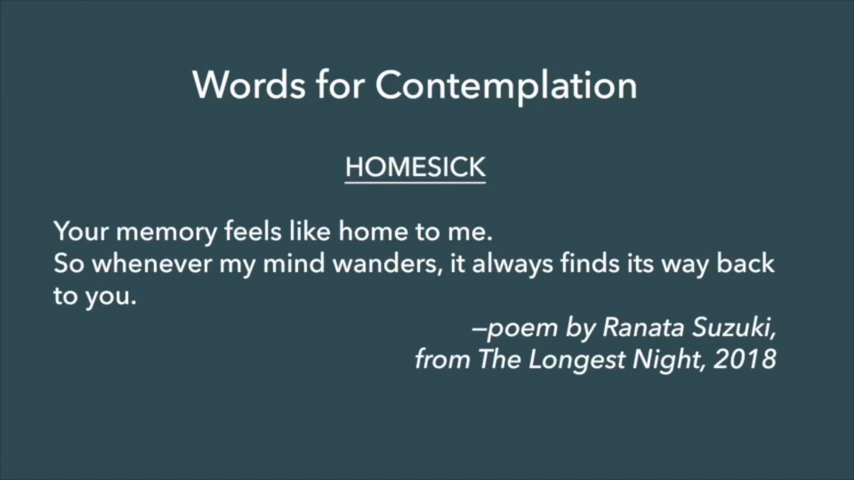 Words for Contemplation
HOMESICK
Your memory feels like home to me.
So whenever my mind wanders, it always finds its way back
to you.
—poem by Ranata Suzuki,
from The Longest Night, 2018